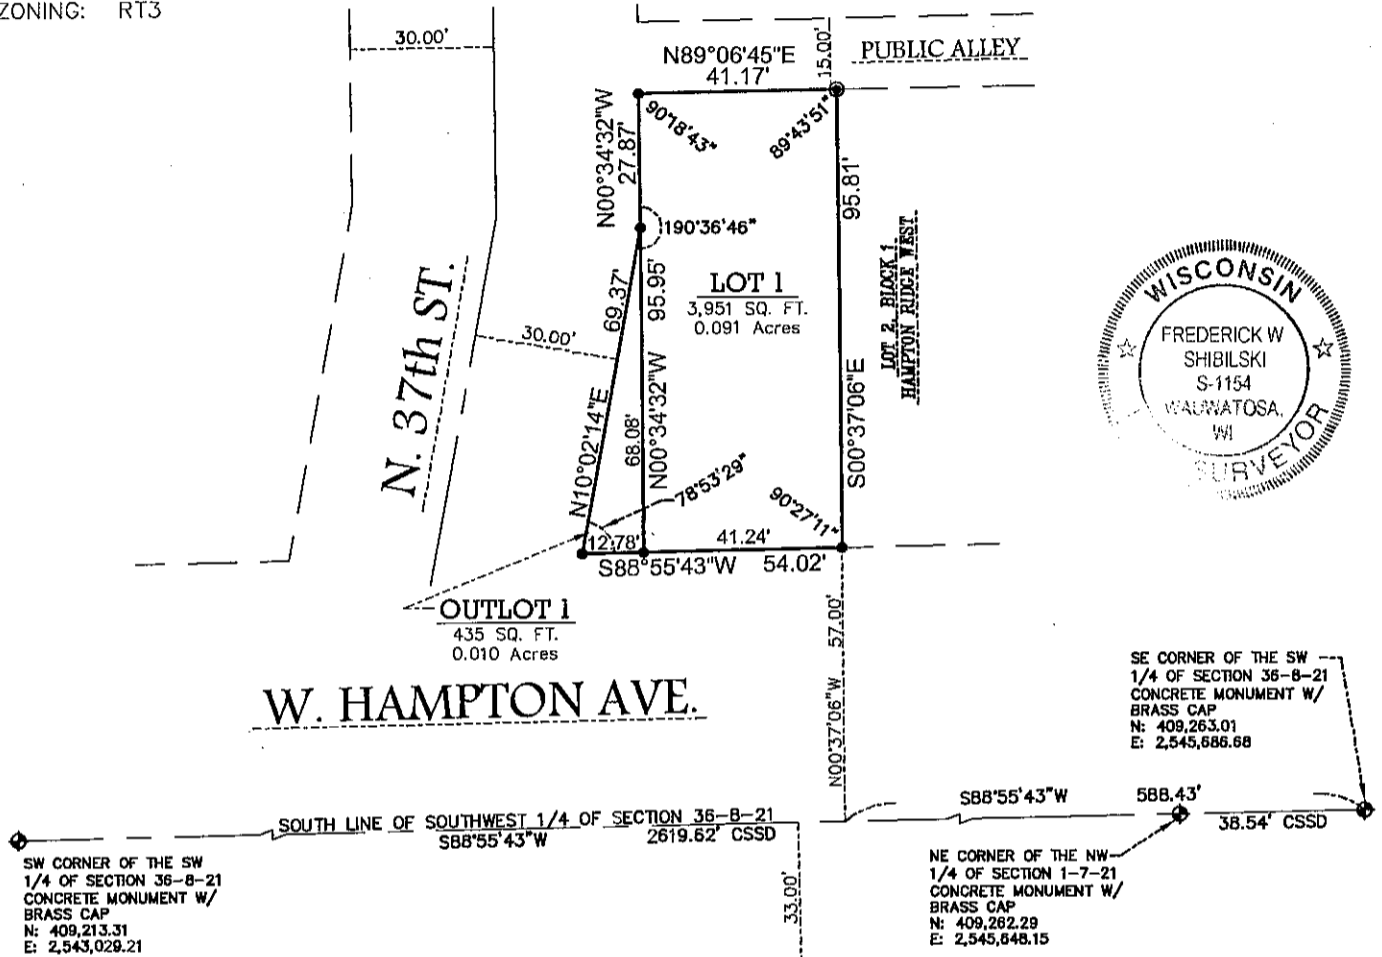 ZONING: RT3
30.00'
N89°06'45"E
41.17'
15.00'
PUBLIC ALLEY
N00°34'32"W
27.87'
90°18'43"
89°43'51"
95.81'
190°36'46"
LOT 1
3,951 SQ. FT.
0.091 Acres
LOT 2, BLOCK 1
HAMPTON RIDGE WEST
N. 37th ST.
30.00'
69.37'
N10°02'14"E
95.95'
N00°34'32"W
68.08'
S00°37'06"E
78°53'29"
90°27'11"
12.78'
41.24'
S88°55'43"W 54.02'
WISCONSIN
FREDERICK W
SHIBILSKI
S-1154
WAUWATOSA,
WI
SURVEYOR
OUTLOT 1
435 SQ. FT.
0.010 Acres
W. HAMPTON AVE.
N00°37'06"W 57.00'
SE CORNER OF THE SW
1/4 OF SECTION 36-8-21
CONCRETE MONUMENT W/
BRASS CAP
N: 409,263.01
E: 2,545,686.68
S88°55'43"W 588.43'
38.54' CSSD
SOUTH LINE OF SOUTHWEST 1/4 OF SECTION 36-8-21
S88°55'43"W 2619.62' CSSD
33.00'
SW CORNER OF THE SW
1/4 OF SECTION 36-8-21
CONCRETE MONUMENT W/
BRASS CAP
N: 409,213.31
E: 2,543,029.21
NE CORNER OF THE NW
1/4 OF SECTION 1-7-21
CONCRETE MONUMENT W/
BRASS CAP
N: 409,262.29
E: 2,545,648.15